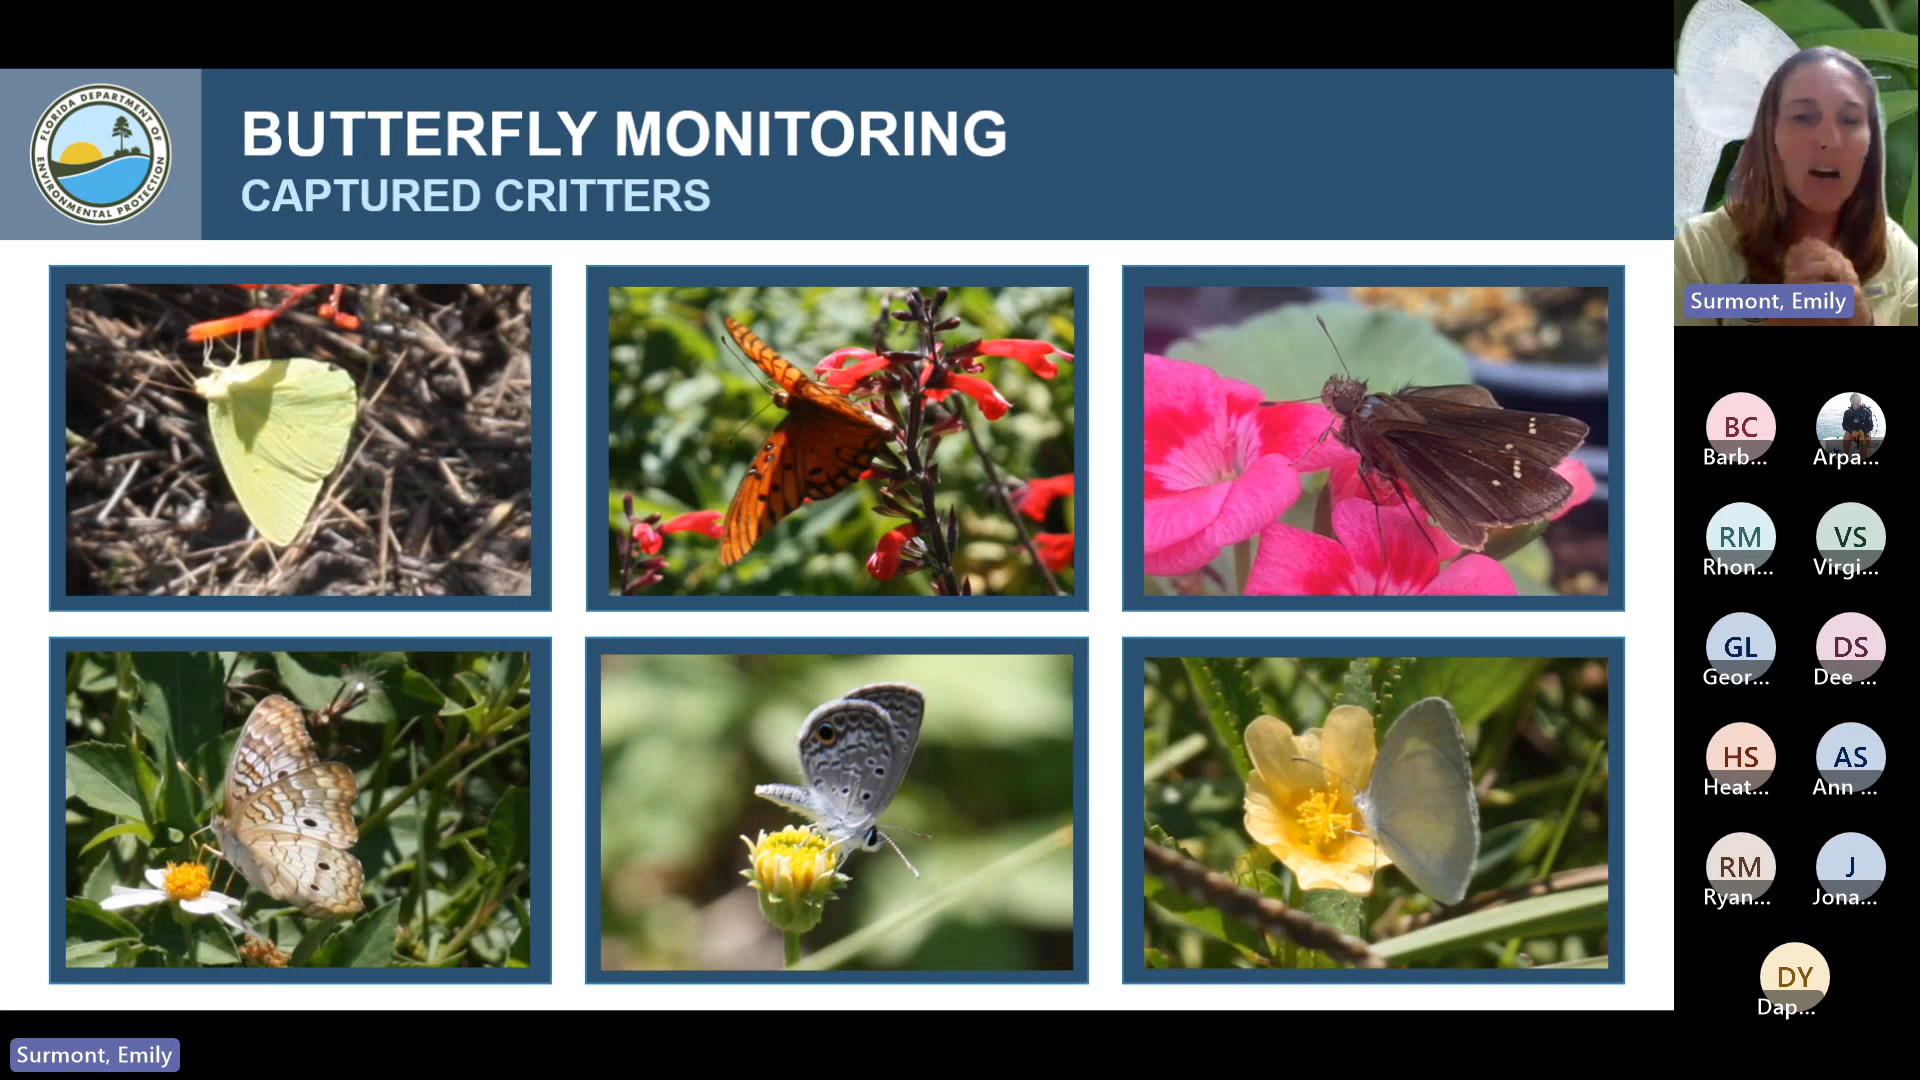 FLORIDA DEPARTMENT OF
ENVIRONMENTAL PROTECTION
BUTTERFLY MONITORING
CAPTURED CRITTERS
Surmont, Emily
BC
Barb...
Arpa...
RM
Rhon...
VS
Virgi...
GL
Geor...
DS
Dee ...
HS
Heat...
AS
Ann ...
RM
Ryan...
J
Jona...
DY
Dap...
Surmont, Emily